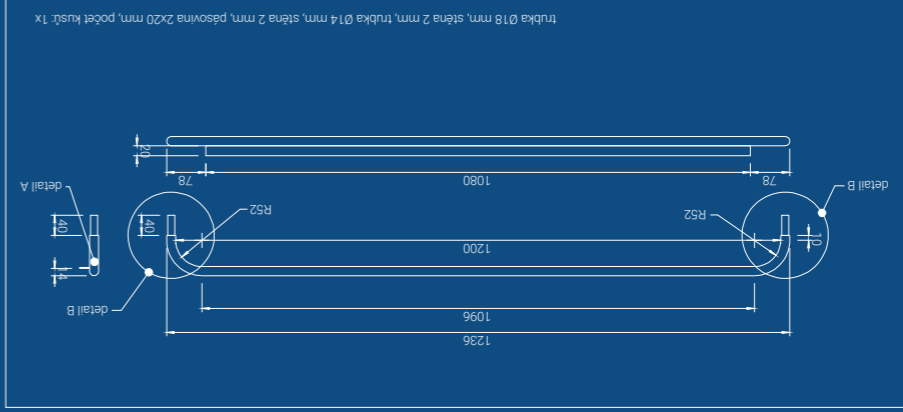 1236
1096
detail B
14
1200
10
40
40
R52
R52
detail B
detail A
78
1080
78
20
trubka Ø18 mm, stěna 2 mm, trubka Ø14 mm, stěna 2 mm, pásovina 2x20 mm, počet kusů: 1x